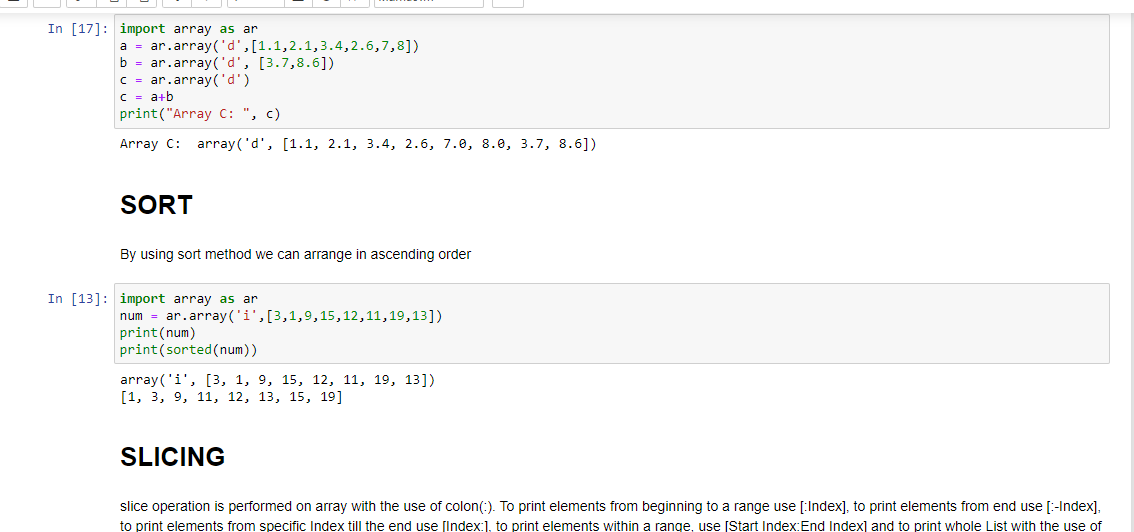 In [17]: import array as ar
a = ar.array('d',[1.1,2.1,3.4,2.6,7,8])
b = ar.array('d', [3.7,8.6])
c = ar.array('d')
c = a+b
print("Array C: ", c)
Array C:  array('d', [1.1, 2.1, 3.4, 2.6, 7.0, 8.0, 3.7, 8.6])
SORT
By using sort method we can arrange in ascending order
In [13]: import array as ar
num = ar.array('i',[3,1,9,15,12,11,19,13])
print(num)
print(sorted(num))
array('i', [3, 1, 9, 15, 12, 11, 19, 13])
[1, 3, 9, 11, 12, 13, 15, 19]
SLICING
slice operation is performed on array with the use of colon(:). To print elements from beginning to a range use [:Index], to print elements from end use [:-Index],
to print elements from specific Index till the end use [Index:], to print elements within a range, use [Start Index:End Index] and to print whole List with the use of